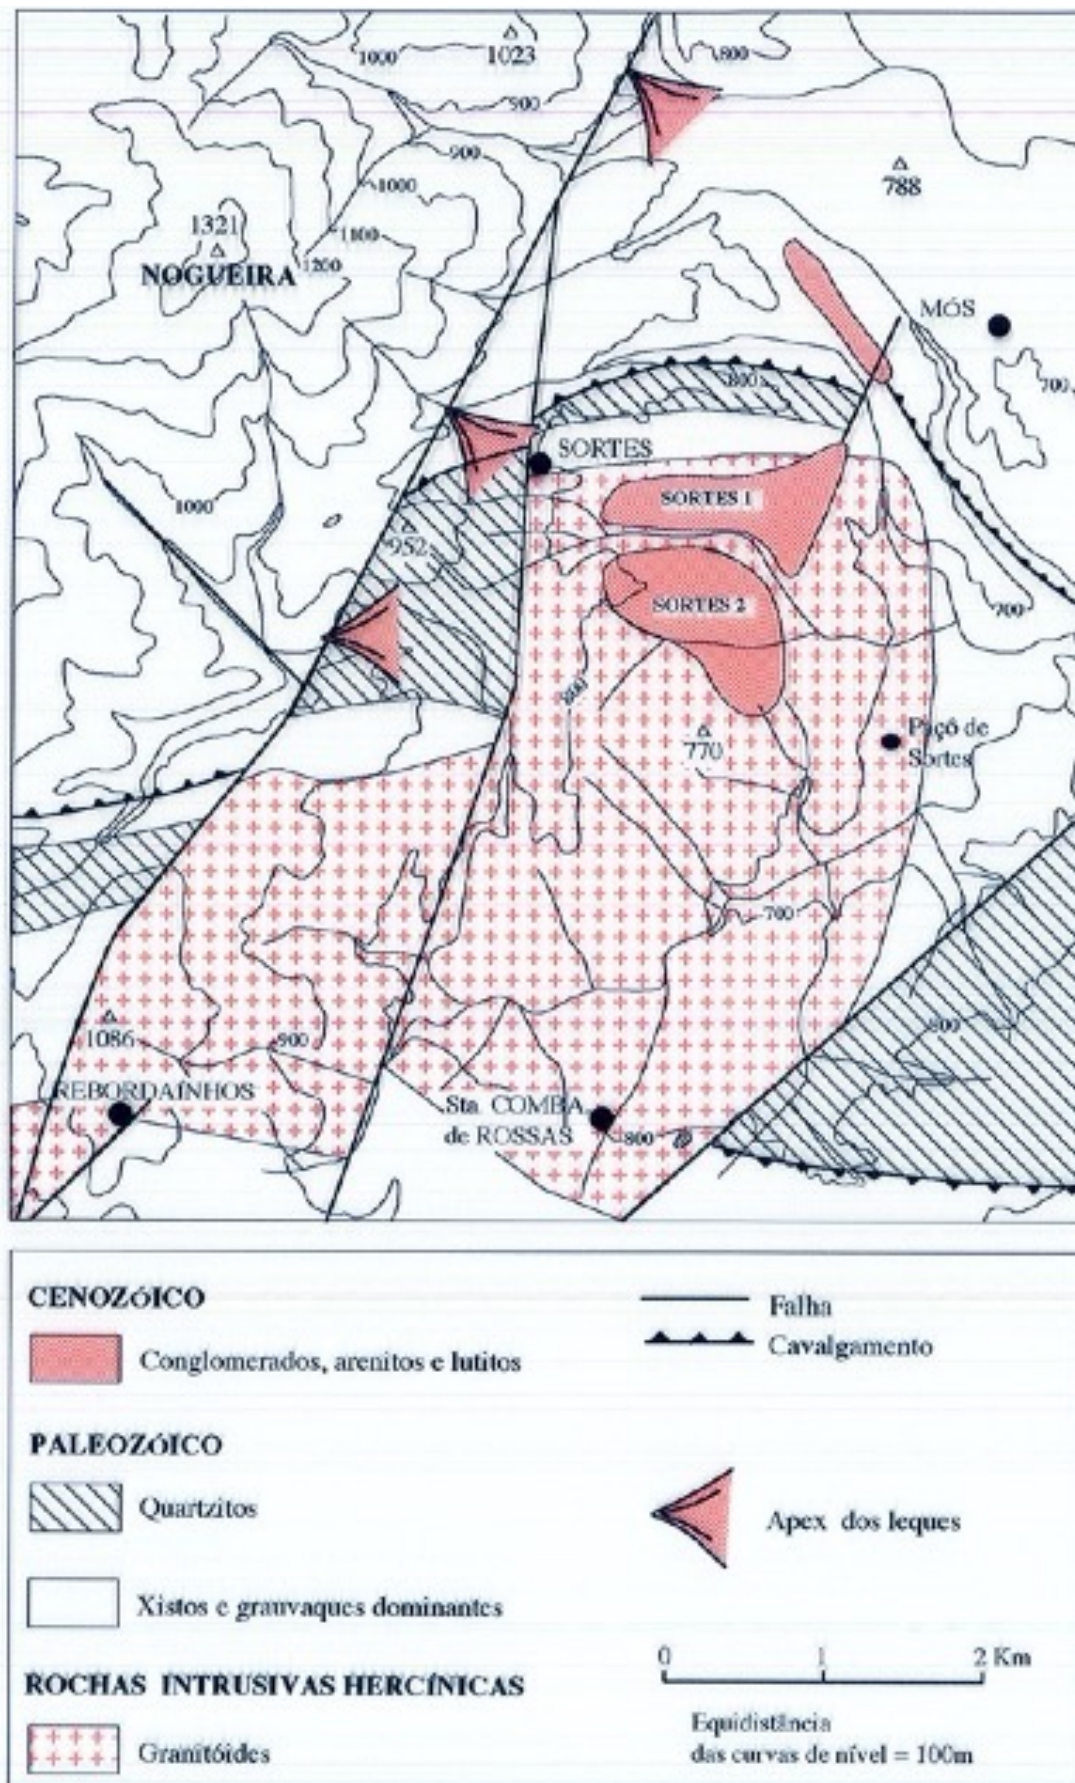 1000
1023
800
900
900
1000
788
1321
1100
NOGUEIRA
1200
MÓS
800
700
SORTES
1000
SORTES 1
952
SORTES 2
700
800
770
Paçô de
Sortes
700
800
1086
900
REBORDAÍNHOS
Sta. COMBA
de ROSSAS
800
CENOZÓICO
Conglomerados, arenitos e lutitos
Falha
Cavalgamento
PALEOZÓICO
Quartzitos
Apex dos leques
Xistos e grauvaques dominantes
ROCHAS INTRUSIVAS HERCÍNICAS
Granitóides
0 1 2 Km
Equidistância
das curvas de nível = 100m